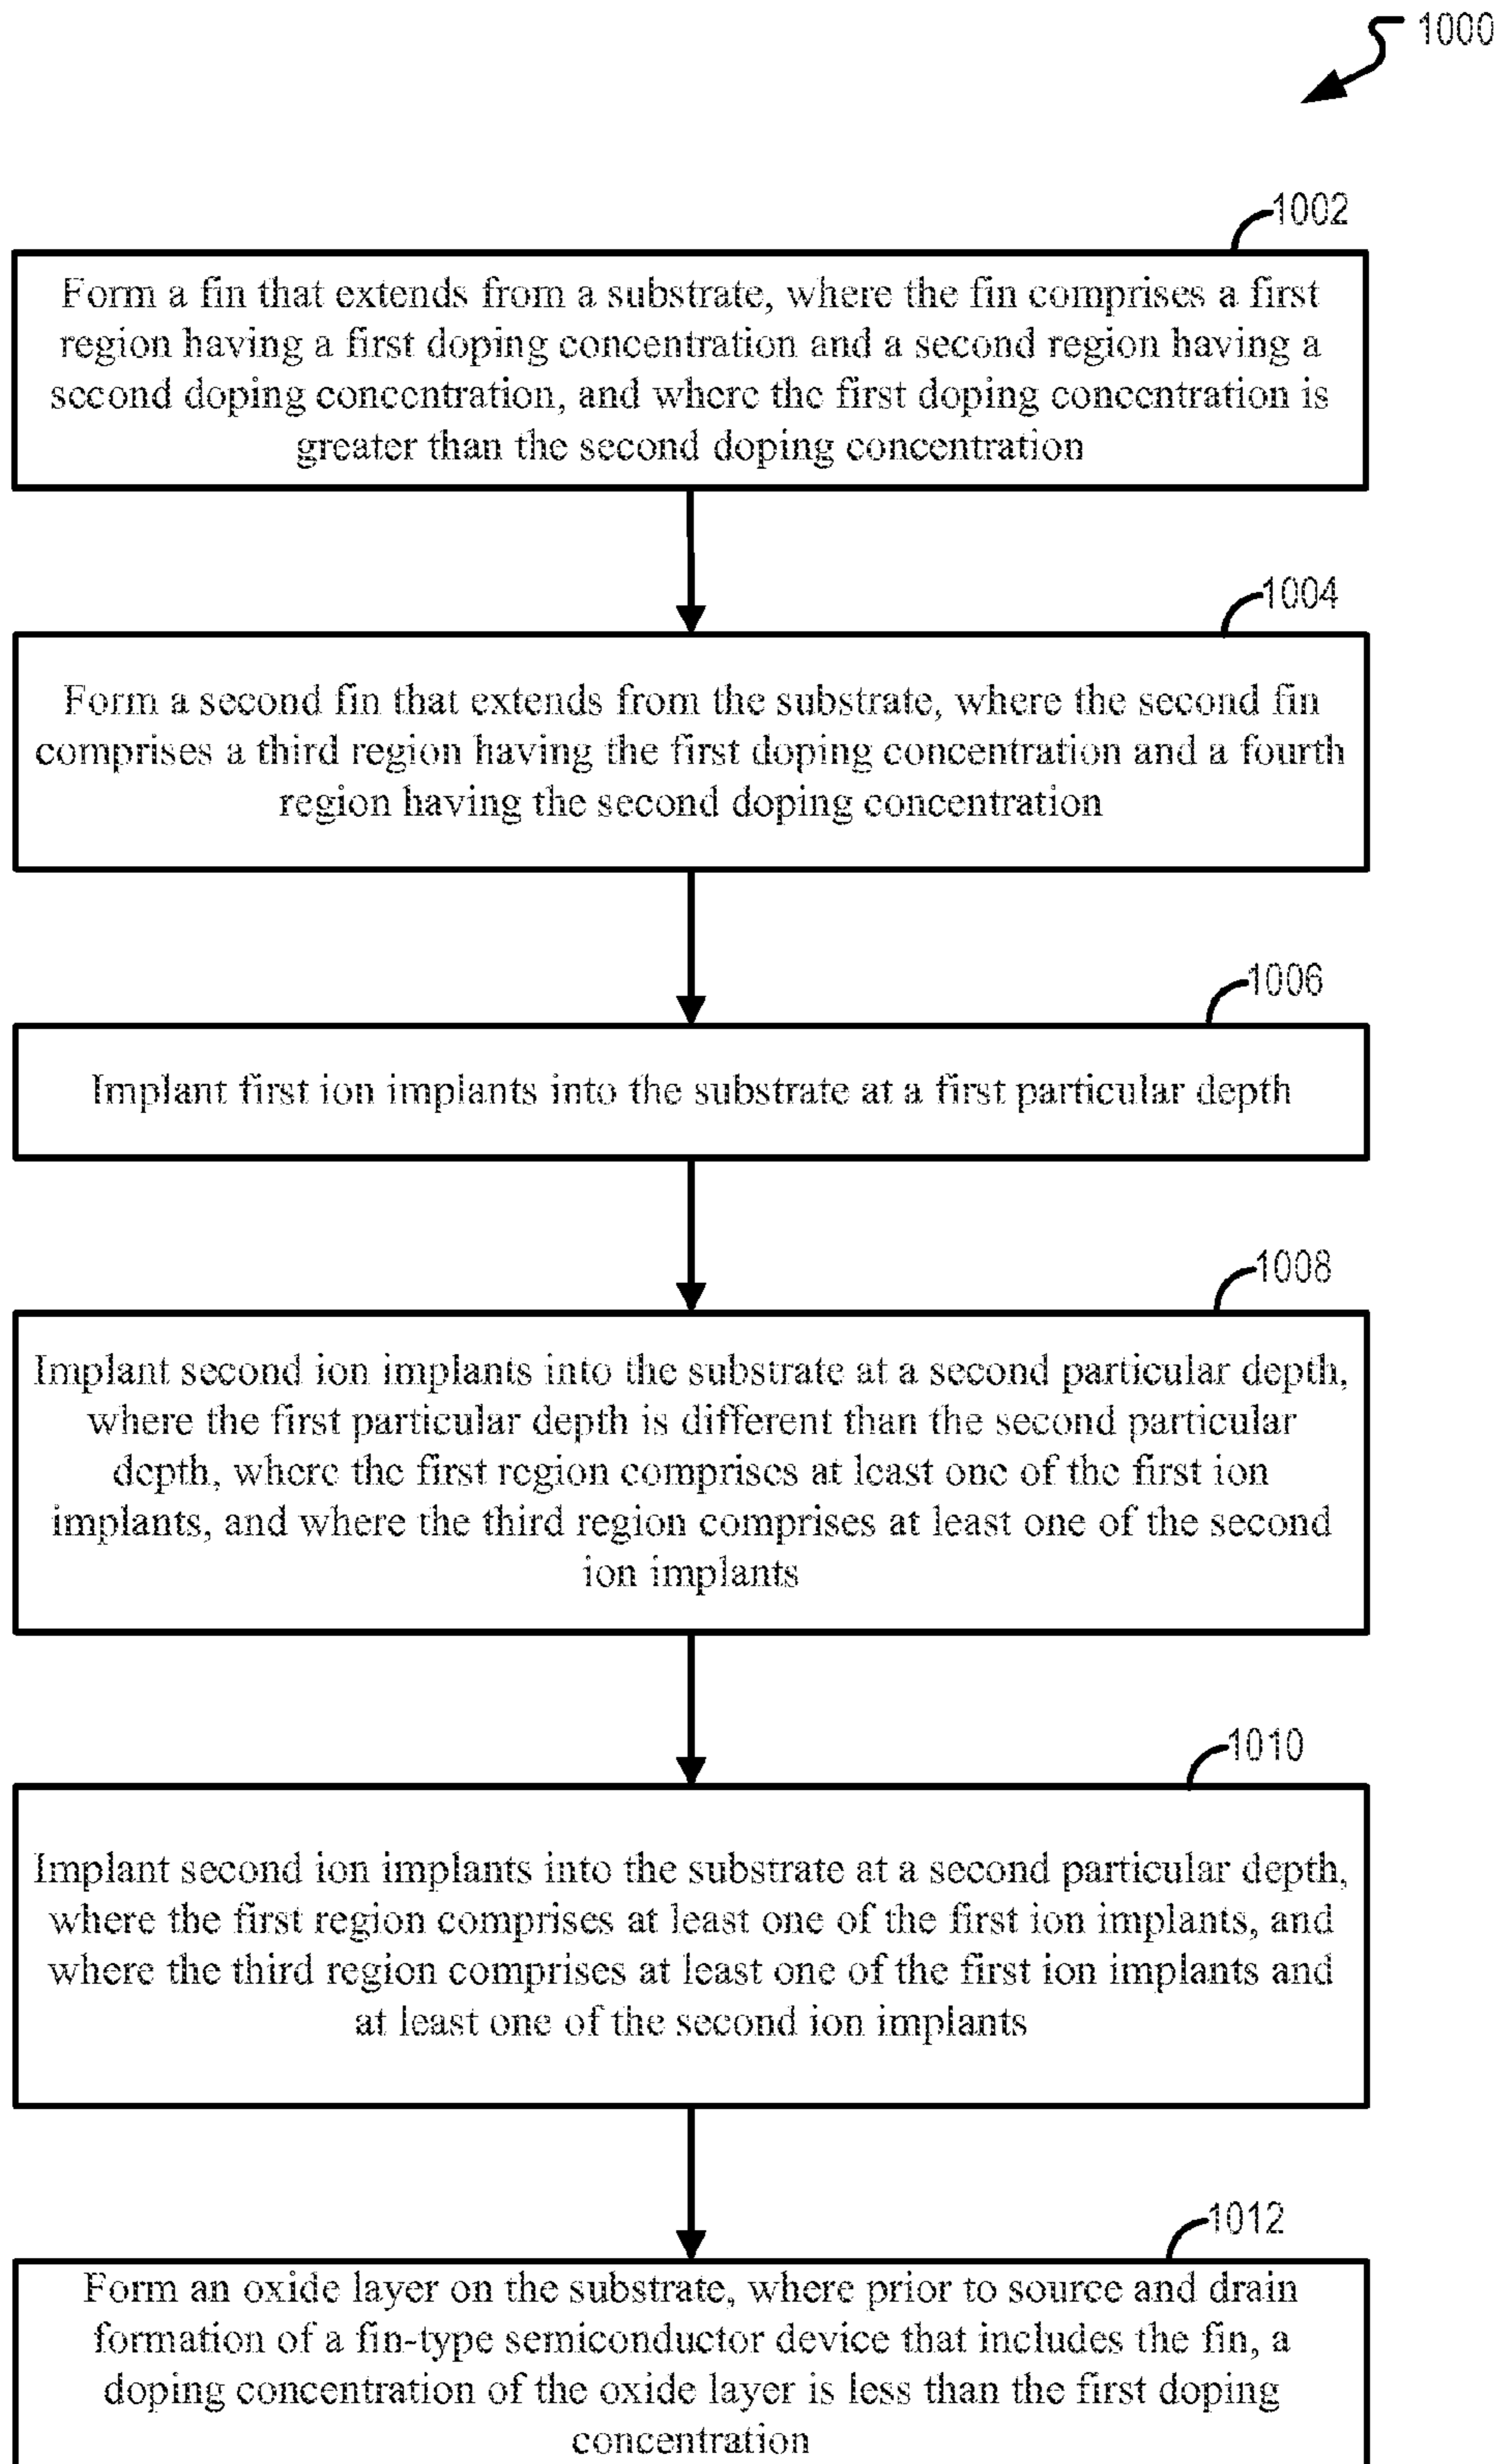 1000
1002
Form a fin that extends from a substrate, where the fin comprises a first
region having a first doping concentration and a second region having a
second doping concentration, and where the first doping concentration is
greater than the second doping concentration
1004
Form a second fin that extends from the substrate, where the second fin
comprises a third region having the first doping concentration and a fourth
region having the second doping concentration
1006
Implant first ion implants into the substrate at a first particular depth
1008
Implant second ion implants into the substrate at a second particular depth,
where the first particular depth is different than the second particular
depth, where the first region comprises at least one of the first ion
implants, and where the third region comprises at least one of the second
ion implants
1010
Implant second ion implants into the substrate at a second particular depth,
where the first region comprises at least one of the first ion implants, and
where the third region comprises at least one of the first ion implants and
at least one of the second ion implants
1012
Form an oxide layer on the substrate, where prior to source and drain
formation of a fin-type semiconductor device that includes the fin, a
doping concentration of the oxide layer is less than the first doping
concentration